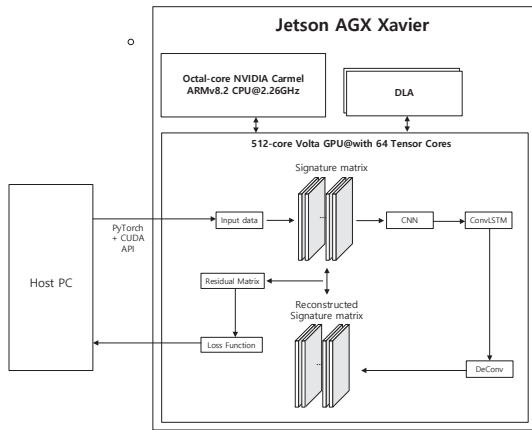 Jetson AGX Xavier
Octal-core NVIDIA Carmel
ARMv8.2 CPU@2.26GHz
DLA
512-core Volta GPU@with 64 Tensor Cores
Signature matrix
...
Host PC
PyTorch
+ CUDA
API
Input data
CNN
ConvLSTM
Residual Matrix
Reconstructed
Signature matrix
...
Loss Function
DeConv